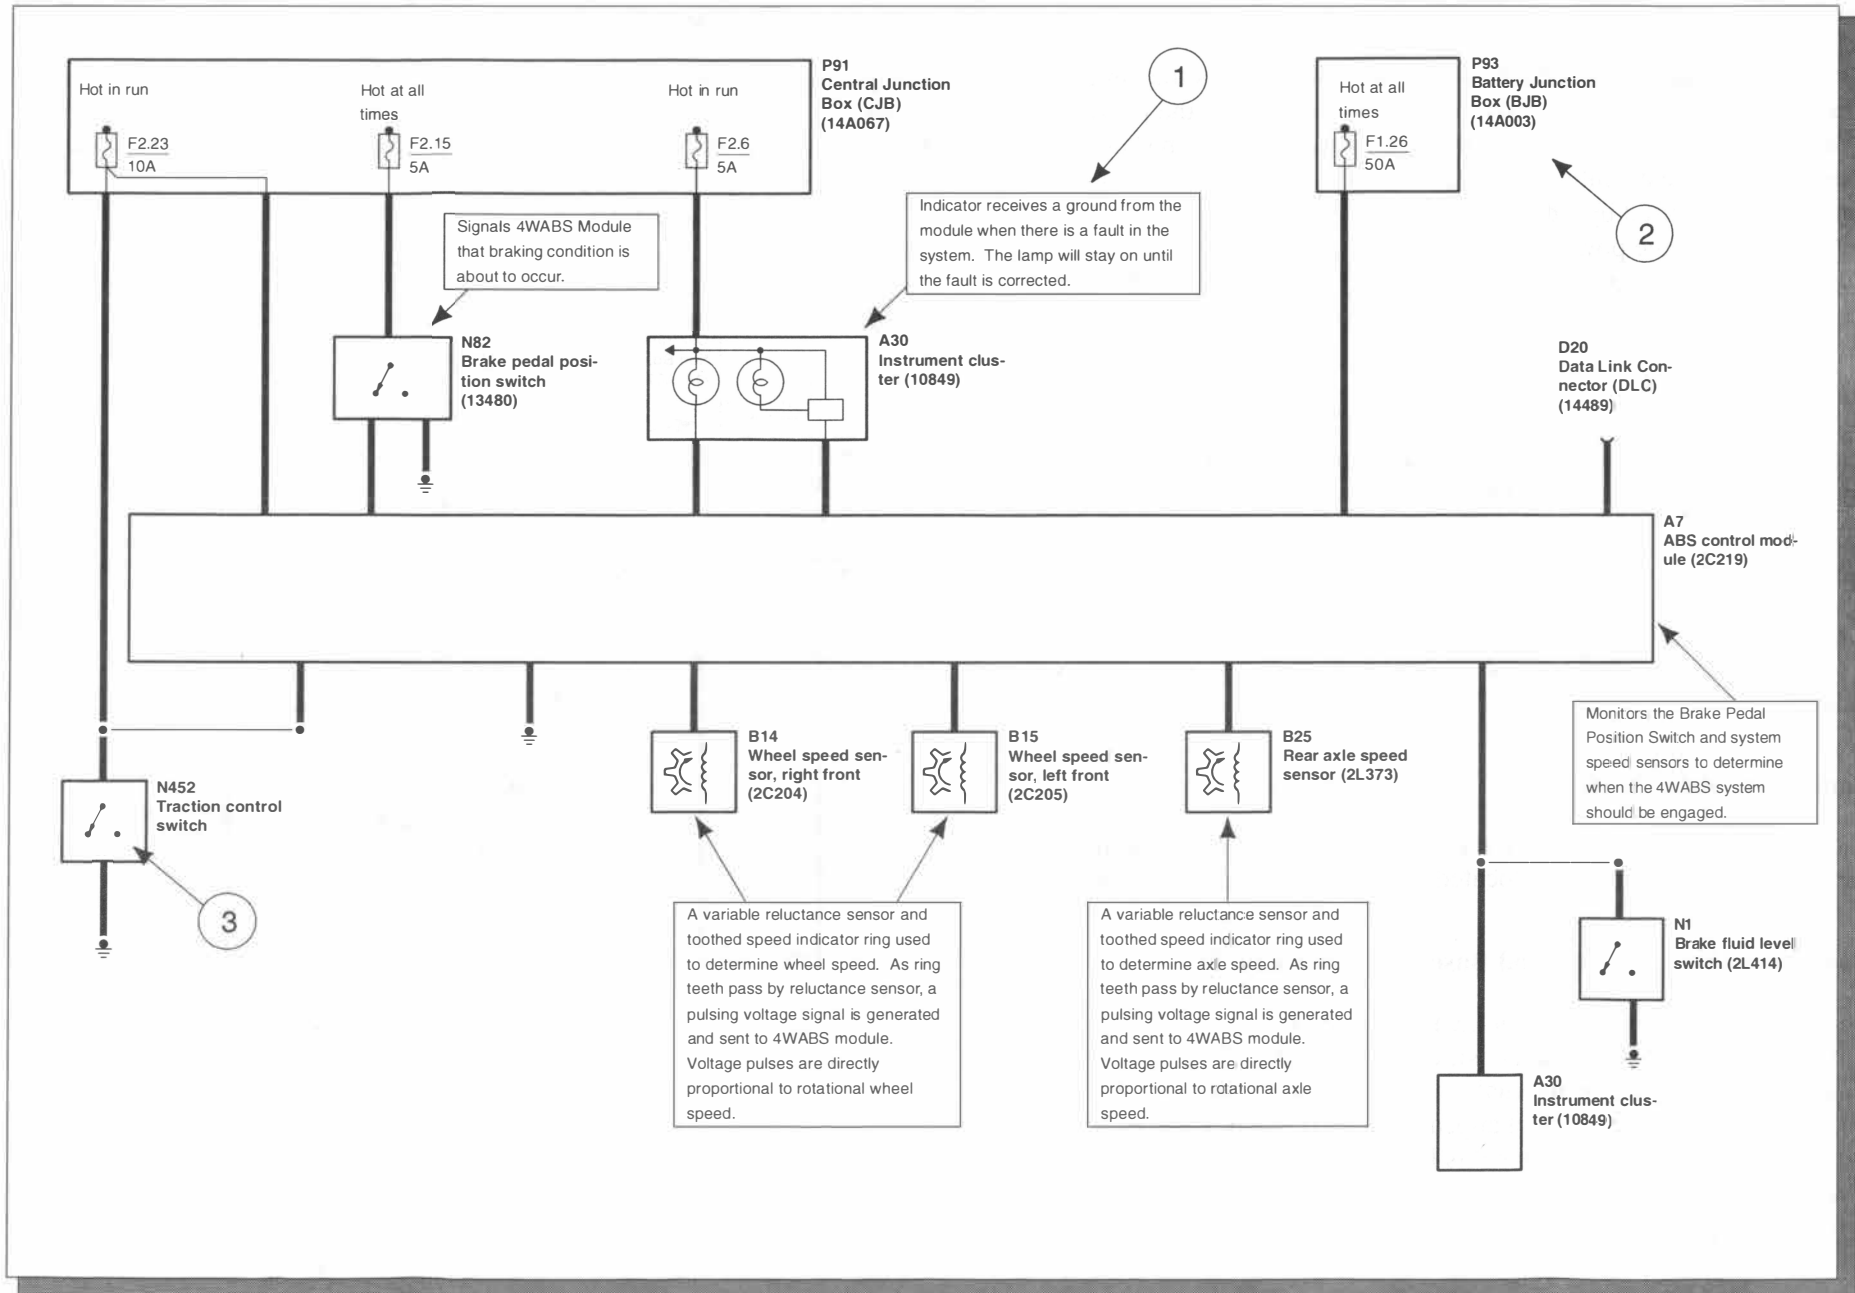 P91
Central Junction
Box (CJB)
(14A067)
Hot in run
F2.23
10A
Hot at all
times
F2.15
5A
Hot in run
F2.6
5A
1
P93
Battery Junction
Box (BJB)
(14A003)
Hot at all
times
F1.26
50A
2
Signals 4WABS Module
that braking condition is
about to occur.
Indicator receives a ground from the
module when there is a fault in the
system. The lamp will stay on until
the fault is corrected.
N82
Brake pedal posi-
tion switch
(13480)
A30
Instrument clus-
ter (10849)
D20
Data Link Con-
nector (DLC)
(14489)
A7
ABS control mod-
ule (2C219)
Monitors the Brake Pedal
Position Switch and system
speed sensors to determine
when the 4WABS system
should be engaged.
N452
Traction control
switch
3
B14
Wheel speed sen-
sor, right front
(2C204)
B15
Wheel speed sen-
sor, left front
(2C205)
B25
Rear axle speed
sensor (2L373)
A variable reluctance sensor and
toothed speed indicator ring used
to determine wheel speed. As ring
teeth pass by reluctance sensor, a
pulsing voltage signal is generated
and sent to 4WABS module.
Voltage pulses are directly
proportional to rotational wheel
speed.
A variable reluctance sensor and
toothed speed indicator ring used
to determine axle speed. As ring
teeth pass by reluctance sensor, a
pulsing voltage signal is generated
and sent to 4WABS module.
Voltage pulses are directly
proportional to rotational axle
speed.
N1
Brake fluid level
switch (2L414)
A30
Instrument clus-
ter (10849)